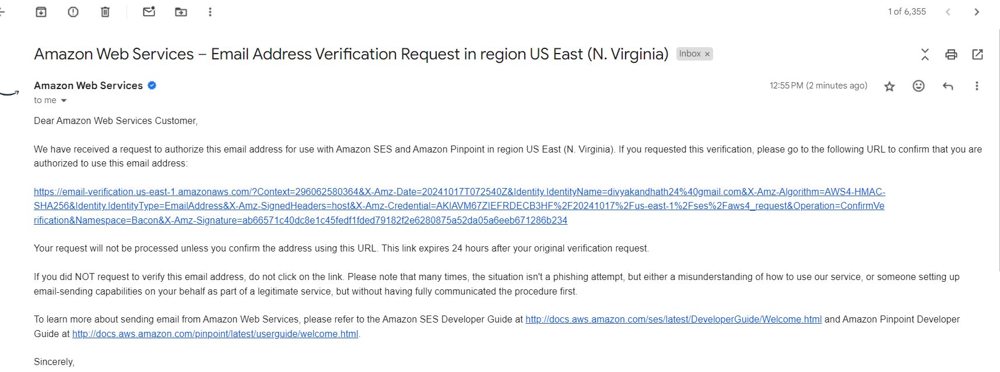 1 of 6,355
Amazon Web Services – Email Address Verification Request in region US East (N. Virginia) Inbox ×
Amazon Web Services
12:55 PM (2 minutes ago)
to me
Dear Amazon Web Services Customer,
We have received a request to authorize this email address for use with Amazon SES and Amazon Pinpoint in region US East (N. Virginia). If you requested this verification, please go to the following URL to confirm that you are
authorized to use this email address:
https://email-verification.us-east-1.amazonaws.com/?Context=296062580364&X-Amz-Date=20241017T072540Z&Identity.IdentityName=divyakandhath24%40gmail.com&X-Amz-Algorithm=AWS4-HMAC-
SHA256&Identity.IdentityType=EmailAddress&X-Amz-SignedHeaders=host&X-Amz-Credential=AKIAVM67ZIEFRDECB3HF%2F20241017%2Fus-east-1%2Fses%2Faws4_request&Operation=ConfirmVe
rification&Namespace=Bacon&X-Amz-Signature=ab66571c40dc8e1c45fedf1fded79182f2e6280875a52da05a6eeb671286b234
Your request will not be processed unless you confirm the address using this URL. This link expires 24 hours after your original verification request.
If you did NOT request to verify this email address, do not click on the link. Please note that many times, the situation isn't a phishing attempt, but either a misunderstanding of how to use our service, or someone setting up
email-sending capabilities on your behalf as part of a legitimate service, but without having fully communicated the procedure first.
To learn more about sending email from Amazon Web Services, please refer to the Amazon SES Developer Guide at http://docs.aws.amazon.com/ses/latest/DeveloperGuide/Welcome.html and Amazon Pinpoint Developer
Guide at http://docs.aws.amazon.com/pinpoint/latest/userguide/welcome.html.
Sincerely,